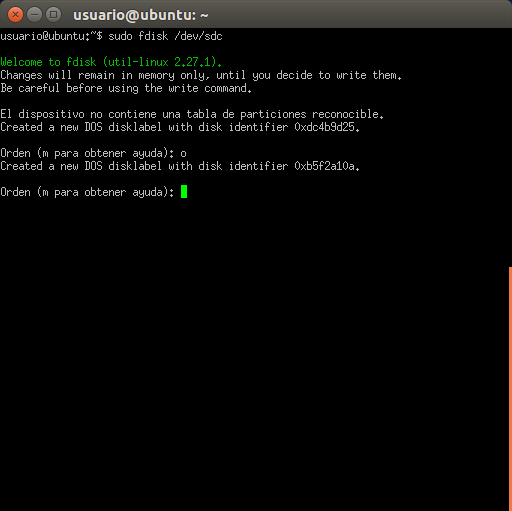 usuario@ubuntu: ~
usuario@ubuntu:~$ sudo fdisk /dev/sdc
Welcome to fdisk (util-linux 2.27.1).
Changes will remain in memory only, until you decide to write them.
Be careful before using the write command.
El dispositivo no contiene una tabla de particiones reconocible.
Created a new DOS disklabel with disk identifier 0xdc4b9d25.
Orden (m para obtener ayuda): o
Created a new DOS disklabel with disk identifier 0xb5f2a10a.
Orden (m para obtener ayuda):